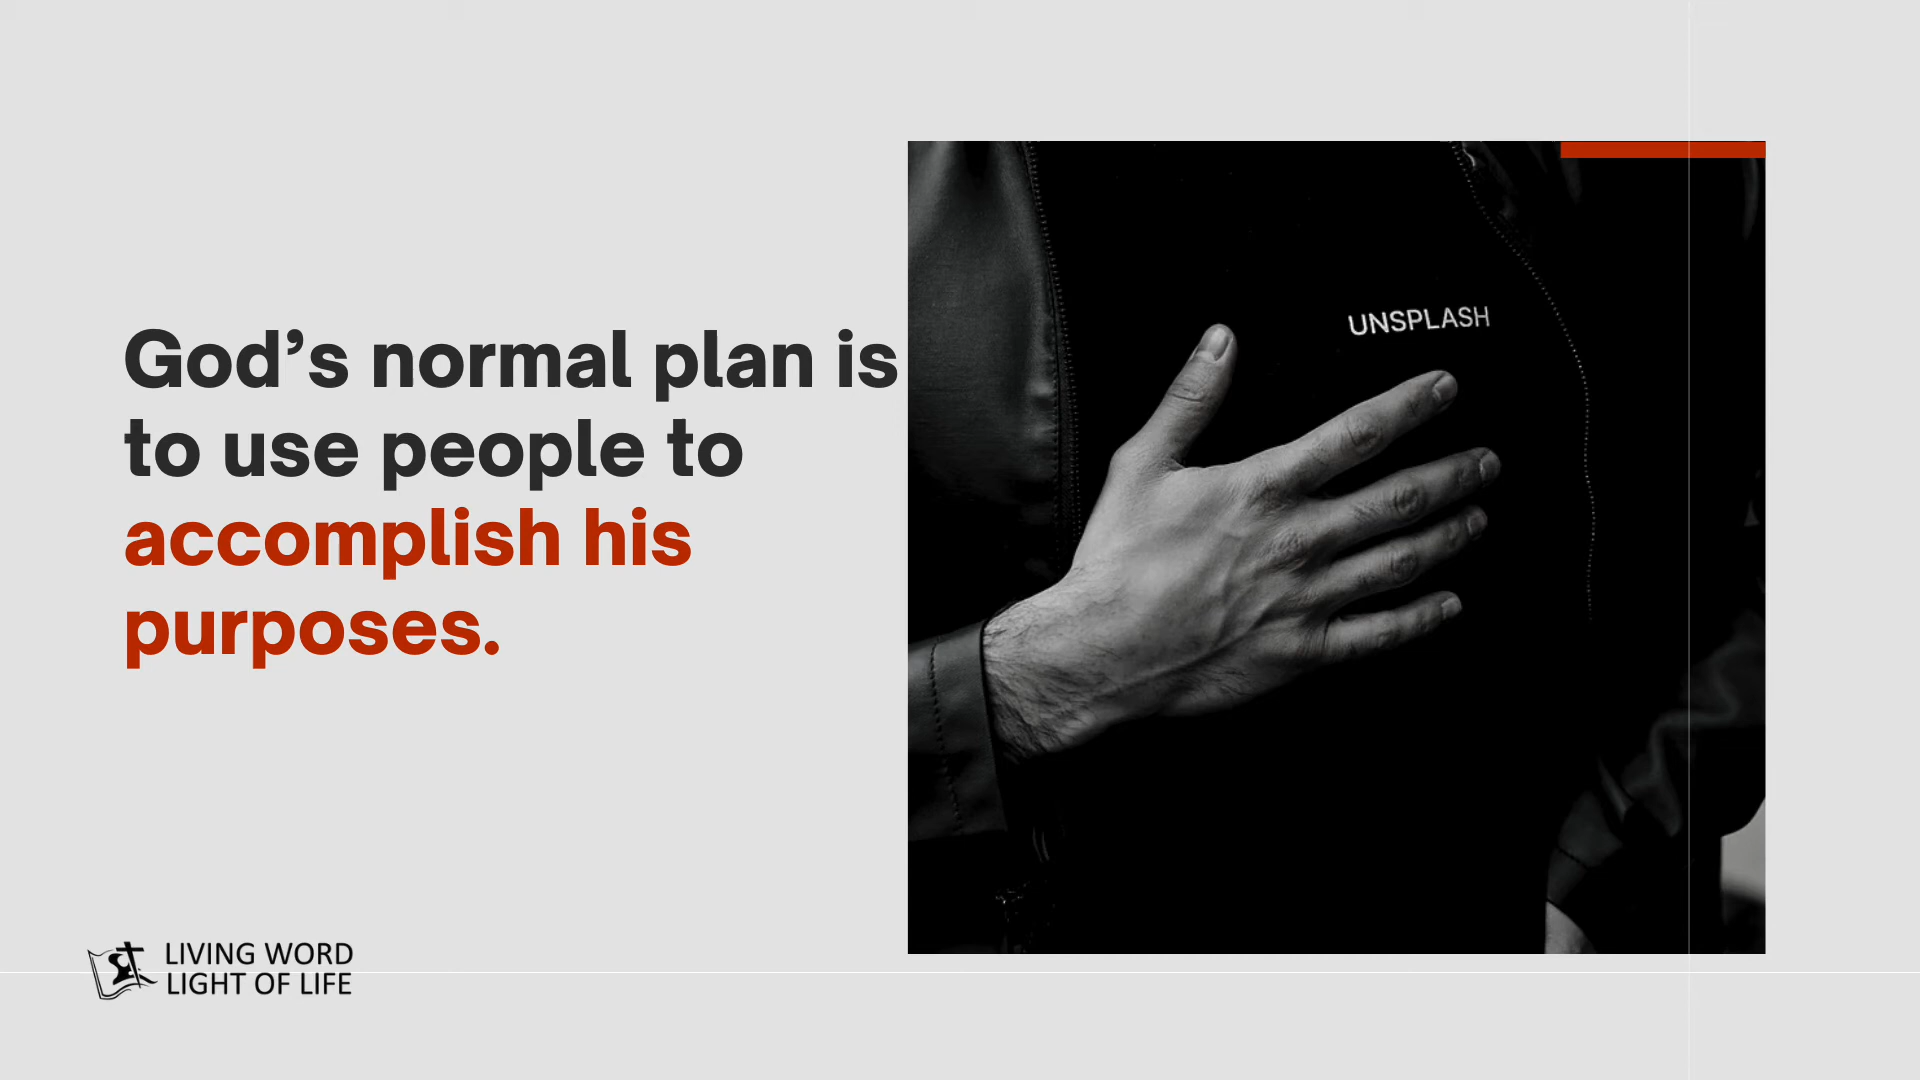 God’s normal plan is
to use people to
accomplish his
purposes.
UNSPLASH
LIVING WORD
LIGHT OF LIFE